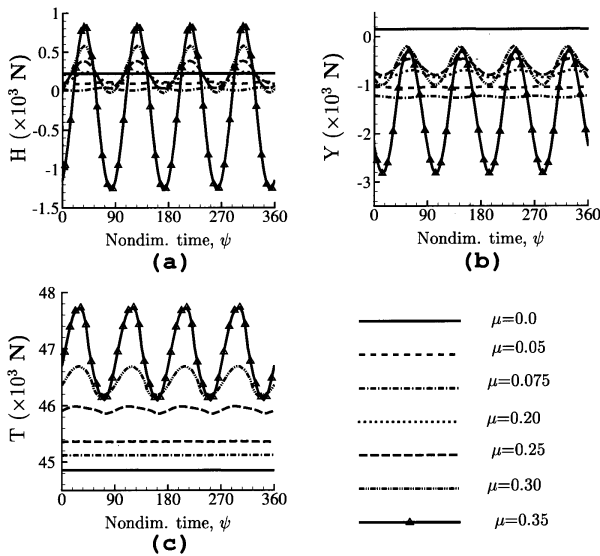 1
0.5
0
-0.5
-1
-1.5
H (×10³ N)
0 90 180 270 360
Nondim. time, ψ
(a)
0
-1
-2
-3
Y (×10³ N)
0 90 180 270 360
Nondim. time, ψ
(b)
48
47
46
45
T (×10³ N)
0 90 180 270 360
Nondim. time, ψ
(c)
μ=0.0
μ=0.05
μ=0.075
μ=0.20
μ=0.25
μ=0.30
μ=0.35